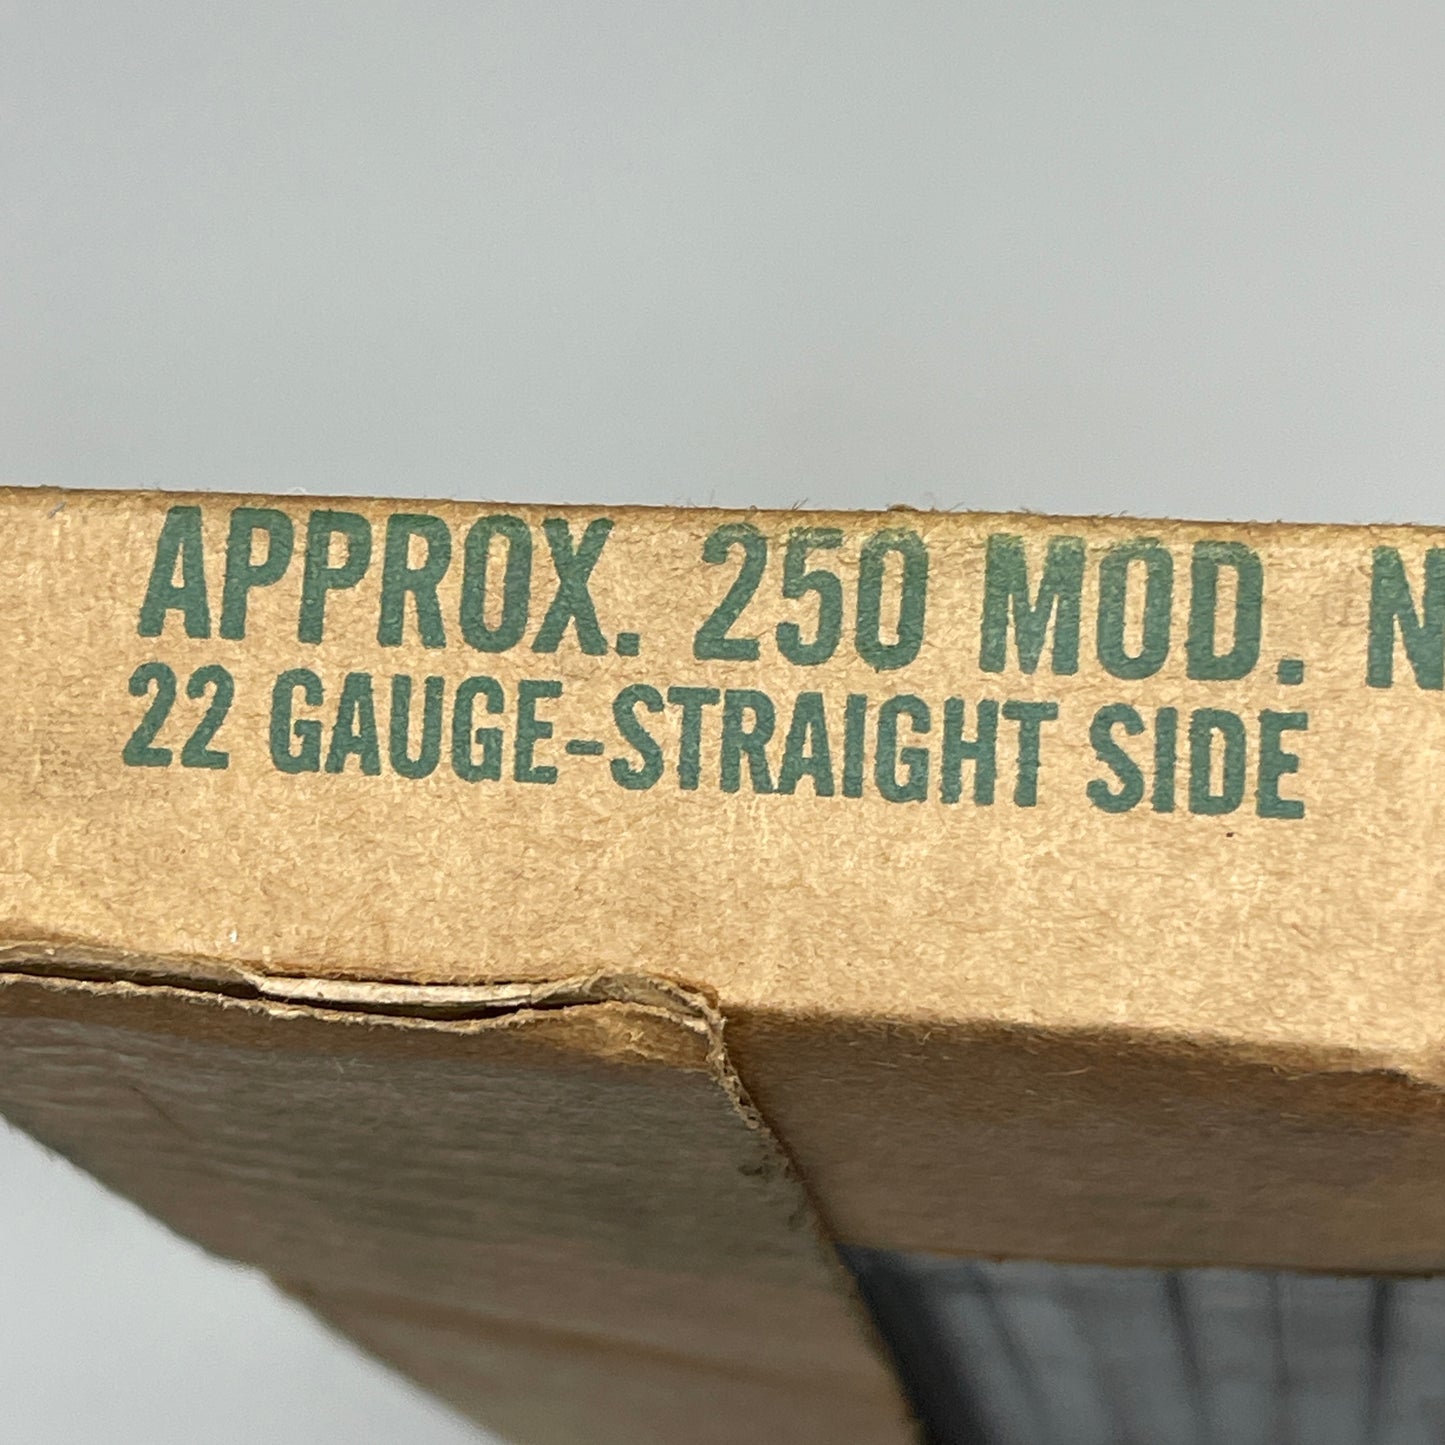 APPROX. 250 MOD. N
22 GAUGE-STRAIGHT SIDE